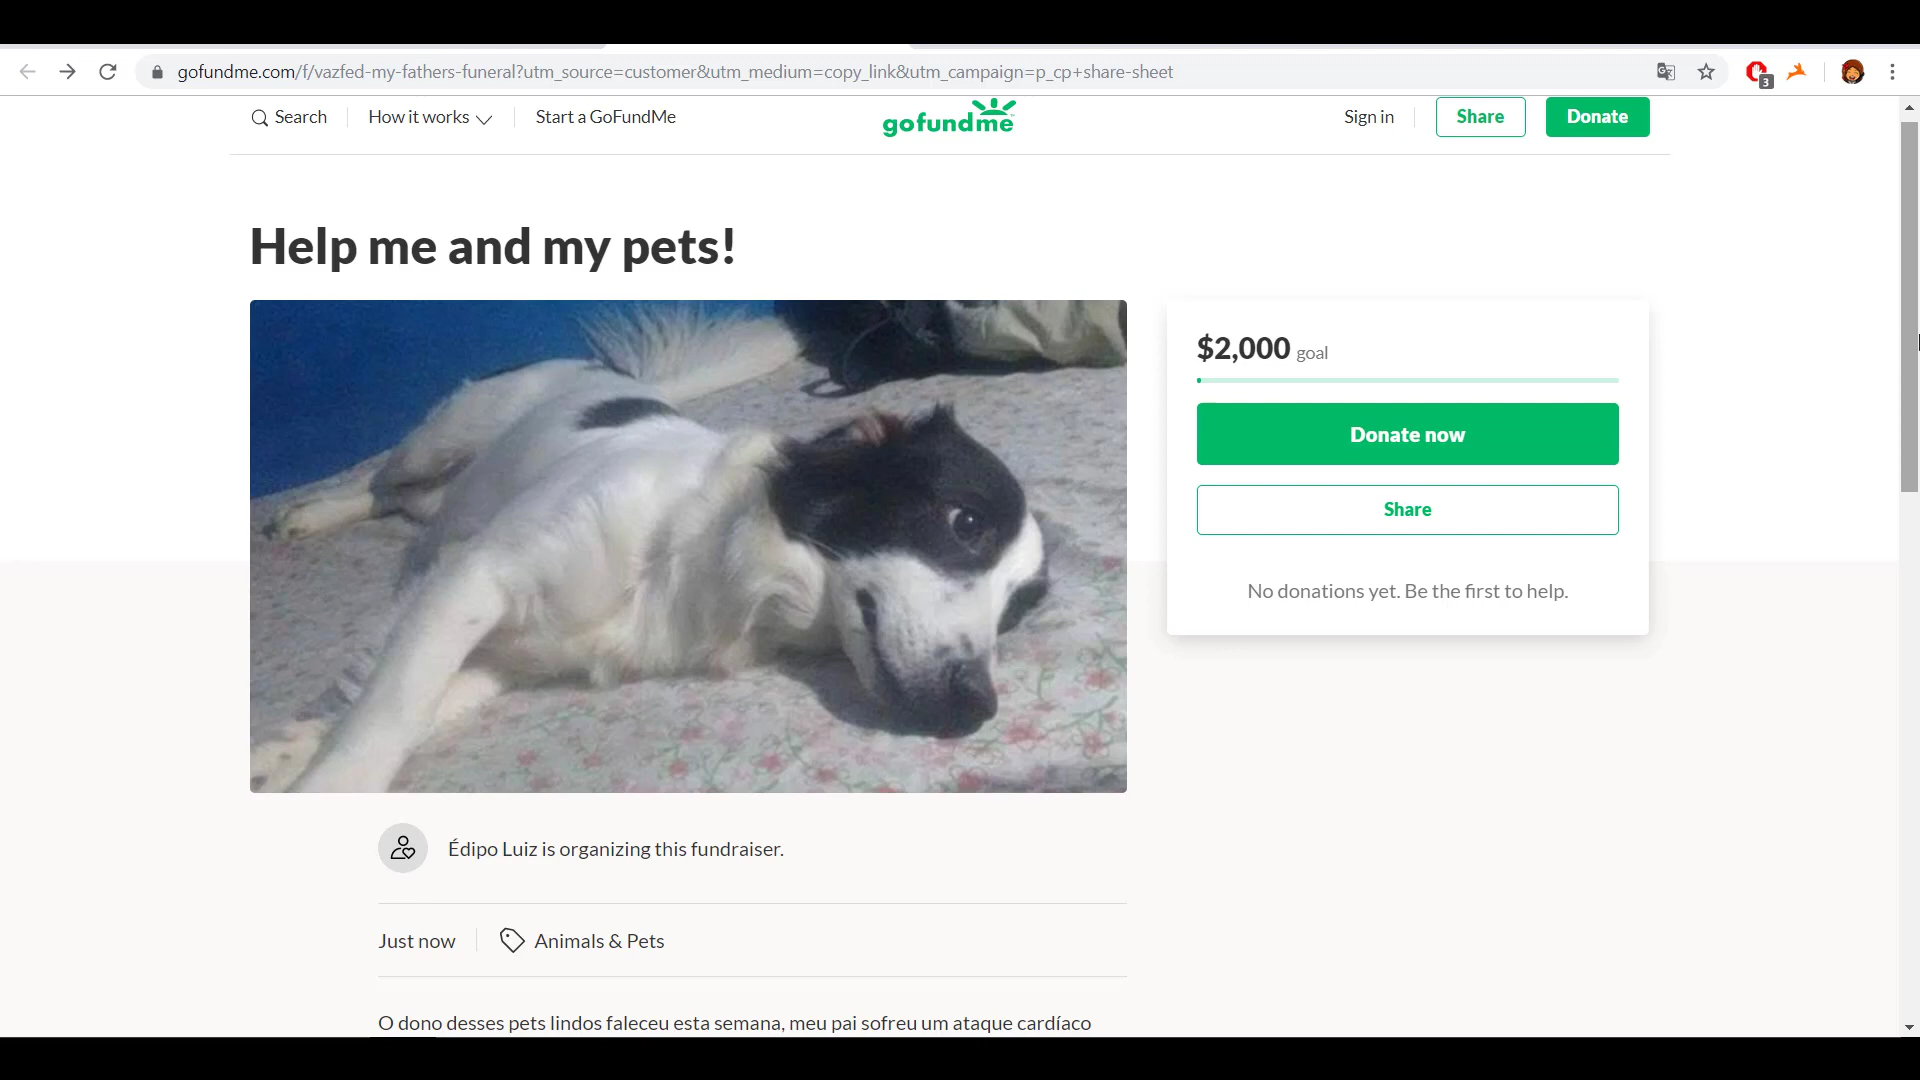 gofundme.com/f/vazfed-my-fathers-funeral?utm_source=customer&utm_medium=copy_link&utm_campaign=p_cp+share-sheet
3
Search
How it works
Start a GoFundMe
gofundme
Sign in
Share
Donate
Help me and my pets!
$2,000 goal
Donate now
Share
No donations yet. Be the first to help.
Édipo Luiz is organizing this fundraiser.
Just now
Animals & Pets
O dono desses pets lindos faleceu esta semana, meu pai sofreu um ataque cardíaco